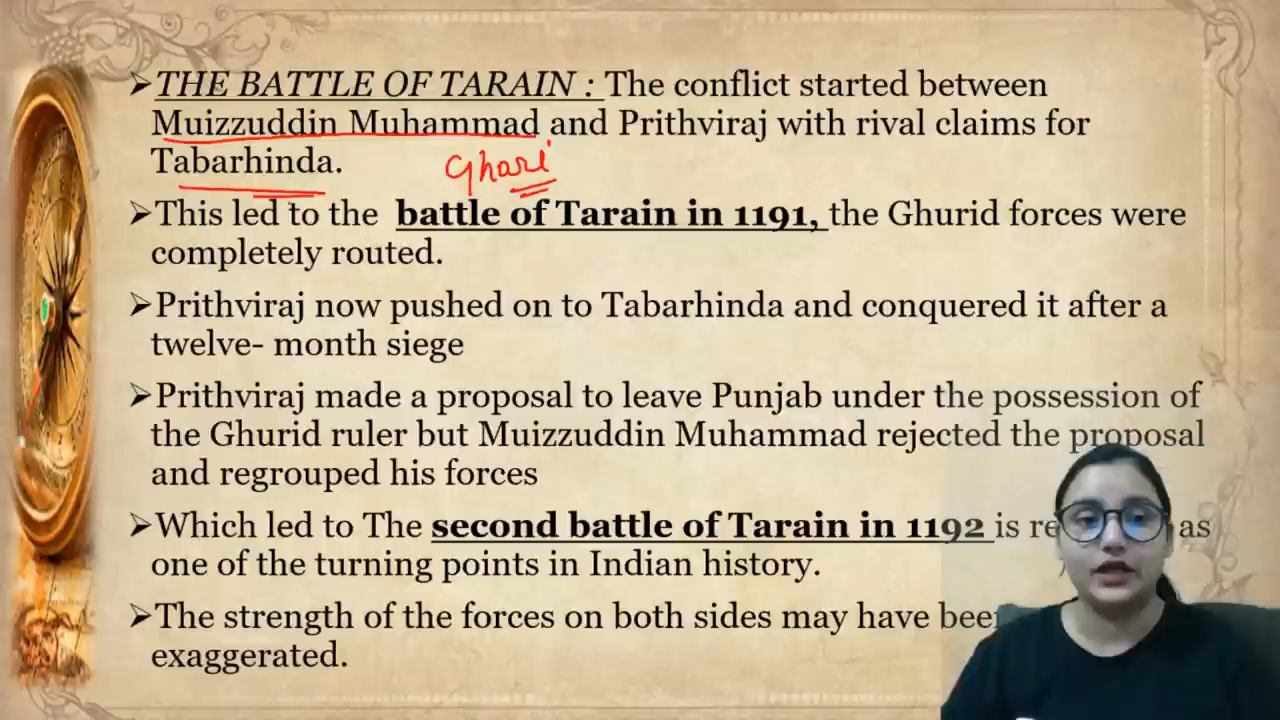 THE BATTLE OF TARAIN : The conflict started between
Muizzuddin Muhammad and Prithviraj with rival claims for
Tabarhinda.
Ghari
This led to the battle of Tarain in 1191, the Ghurid forces were
completely routed.
Prithviraj now pushed on to Tabarhinda and conquered it after a
twelve- month siege
Prithviraj made a proposal to leave Punjab under the possession of
the Ghurid ruler but Muizzuddin Muhammad rejected the proposal
and regrouped his forces
Which led to The second battle of Tarain in 1192 is as
one of the turning points in Indian history.
The strength of the forces on both sides may have
exaggerated.